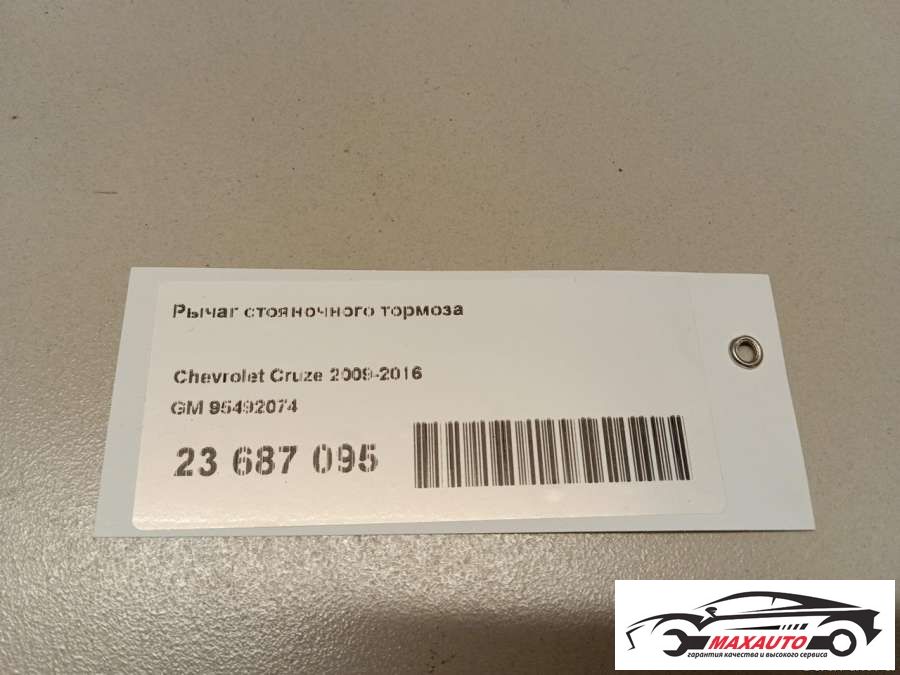 Рычаг стояночного тормоза
Chevrolet Cruze 2009-2016
GM 95492074
23 687 095
MAXAUTO
гарантия качества и высокого сервиса